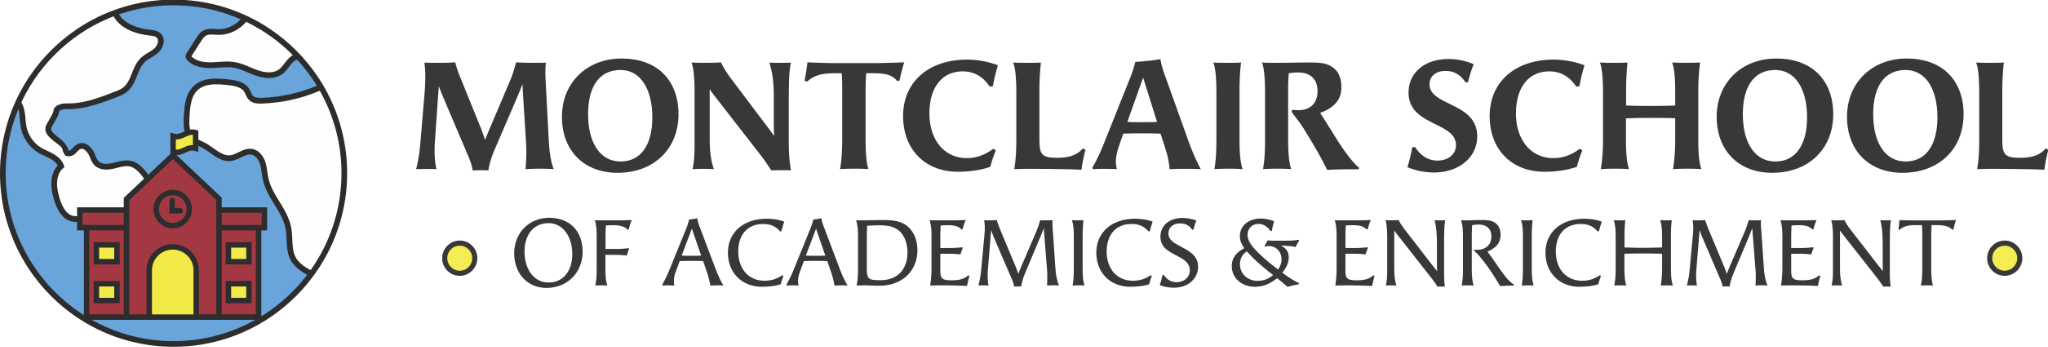 MONTCLAIR SCHOOL
• OF ACADEMICS & ENRICHMENT •